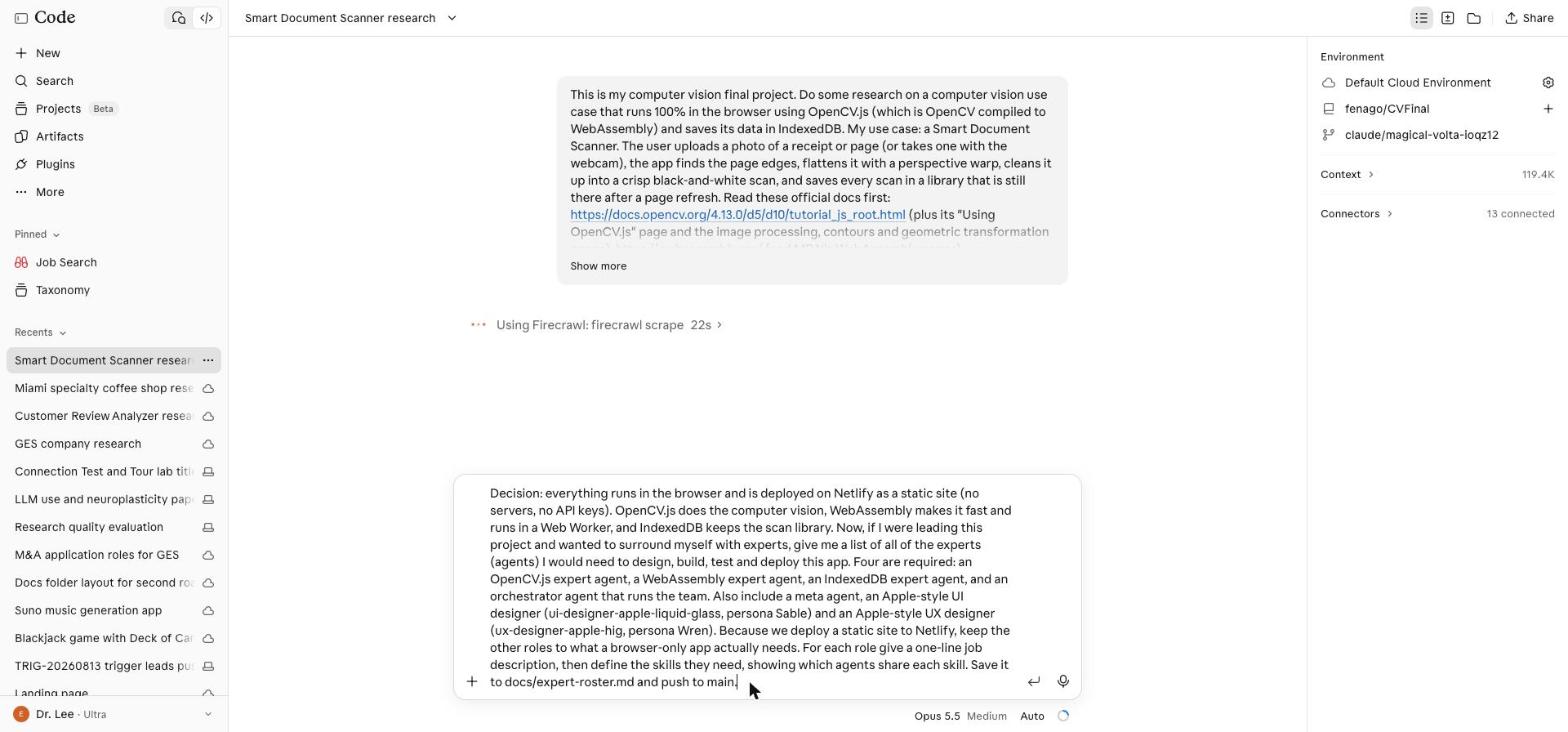 Code
Smart Document Scanner research
Share
New
Search
Projects Beta
Artifacts
Plugins
More
Pinned
Job Search
Taxonomy
Recents
Smart Document Scanner resear
Miami specialty coffee shop rese
Customer Review Analyzer resea
GES company research
Connection Test and Tour lab titl
LLM use and neuroplasticity pap
Research quality evaluation
M&A application roles for GES
Docs folder layout for second ro
Suno music generation app
Blackjack game with Deck of Car
TRIG-20260813 trigger leads pu
Landing page
E Dr. Lee · Ultra
This is my computer vision final project. Do some research on a computer vision use
case that runs 100% in the browser using OpenCV.js (which is OpenCV compiled to
WebAssembly) and saves its data in IndexedDB. My use case: a Smart Document
Scanner. The user uploads a photo of a receipt or page (or takes one with the
webcam), the app finds the page edges, flattens it with a perspective warp, cleans it
up into a crisp black-and-white scan, and saves every scan in a library that is still
there after a page refresh. Read these official docs first:
https://docs.opencv.org/4.13.0/d5/d10/tutorial_js_root.html (plus its "Using
OpenCV.js" page and the image processing, contours and geometric transformation
Show more
Using Firecrawl: firecrawl scrape 22s
Decision: everything runs in the browser and is deployed on Netlify as a static site (no
servers, no API keys). OpenCV.js does the computer vision, WebAssembly makes it fast and
runs in a Web Worker, and IndexedDB keeps the scan library. Now, if I were leading this
project and wanted to surround myself with experts, give me a list of all of the experts
(agents) I would need to design, build, test and deploy this app. Four are required: an
OpenCV.js expert agent, a WebAssembly expert agent, an IndexedDB expert agent, and an
orchestrator agent that runs the team. Also include a meta agent, an Apple-style UI
designer (ui-designer-apple-liquid-glass, persona Sable) and an Apple-style UX designer
(ux-designer-apple-hig, persona Wren). Because we deploy a static site to Netlify, keep the
other roles to what a browser-only app actually needs. For each role give a one-line job
description, then define the skills they need, showing which agents share each skill. Save it
to docs/expert-roster.md and push to main.
Opus 5.5 Medium Auto
Environment
Default Cloud Environment
fenago/CVFinal
claude/magical-volta-ioqz12
Context 119.4K
Connectors 13 connected